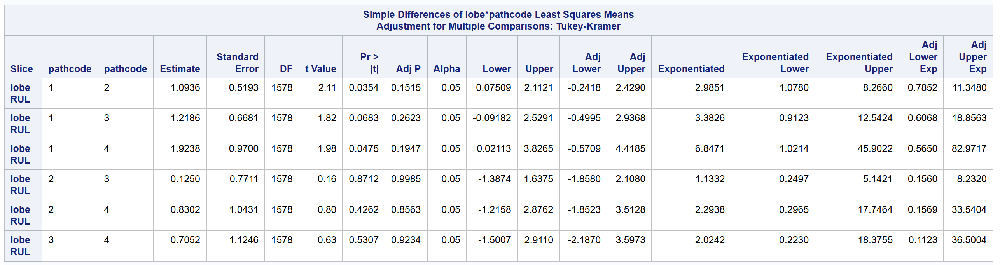 Simple Differences of lobe*pathcode Least Squares Means
Adjustment for Multiple Comparisons: Tukey-Kramer
Slice pathcode pathcode Estimate Standard Error DF t Value Pr > |t| Adj P Alpha Lower Upper Adj Lower Adj Upper Exponentiated Exponentiated Lower Exponentiated Upper Adj Lower Exp Adj Upper Exp
lobe RUL 1 2 1.0936 0.5193 1578 2.11 0.0354 0.1515 0.05 0.07509 2.1121 -0.2418 2.4290 2.9851 1.0780 8.2660 0.7852 11.3480
lobe RUL 1 3 1.2186 0.6681 1578 1.82 0.0683 0.2623 0.05 -0.09182 2.5291 -0.4995 2.9368 3.3826 0.9123 12.5424 0.6068 18.8563
lobe RUL 1 4 1.9238 0.9700 1578 1.98 0.0475 0.1947 0.05 0.02113 3.8265 -0.5709 4.4185 6.8471 1.0214 45.9022 0.5650 82.9717
lobe RUL 2 3 0.1250 0.7711 1578 0.16 0.8712 0.9985 0.05 -1.3874 1.6375 -1.8580 2.1080 1.1332 0.2497 5.1421 0.1560 8.2320
lobe RUL 2 4 0.8302 1.0431 1578 0.80 0.4262 0.8563 0.05 -1.2158 2.8762 -1.8523 3.5128 2.2938 0.2965 17.7464 0.1569 33.5404
lobe RUL 3 4 0.7052 1.1246 1578 0.63 0.5307 0.9234 0.05 -1.5007 2.9110 -2.1870 3.5973 2.0242 0.2230 18.3755 0.1123 36.5004